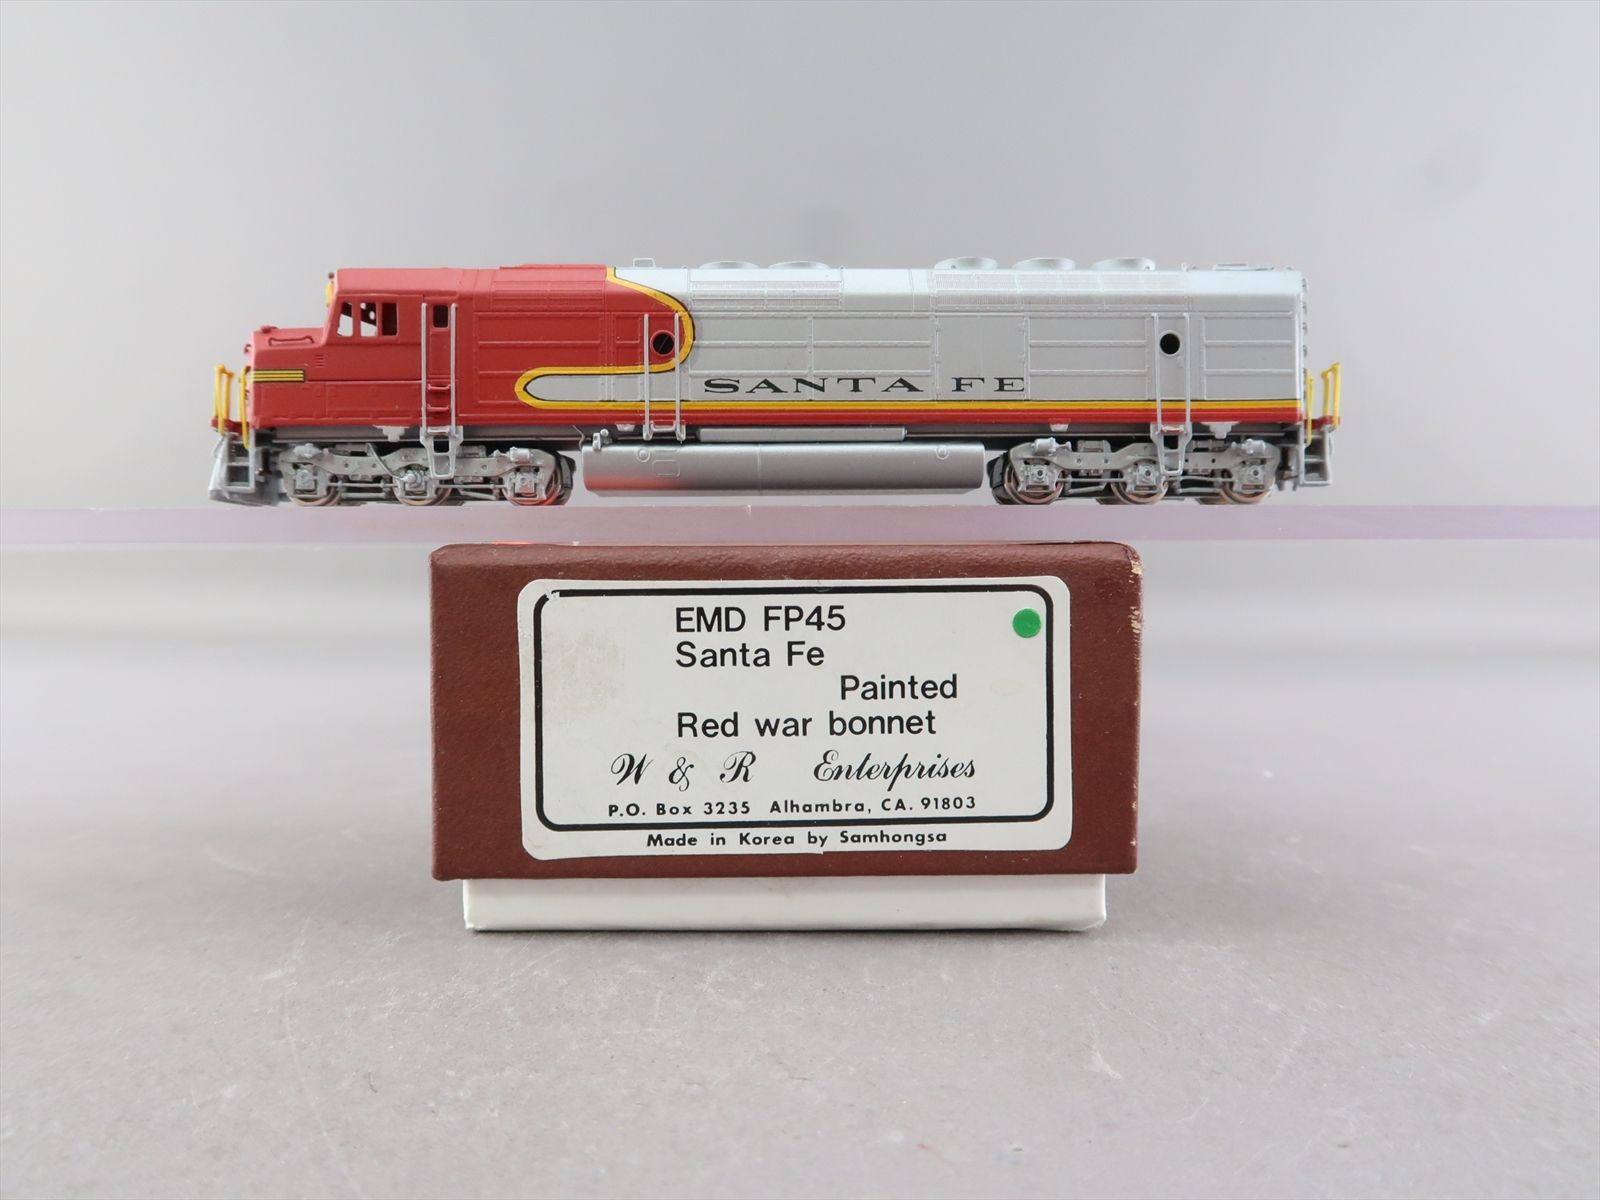 SANTA FE
EMD FP45
Santa Fe
Painted
Red war bonnet
W & R Enterprises
P.O. Box 3235 Alhambra, CA. 91803
Made in Korea by Samhongsa